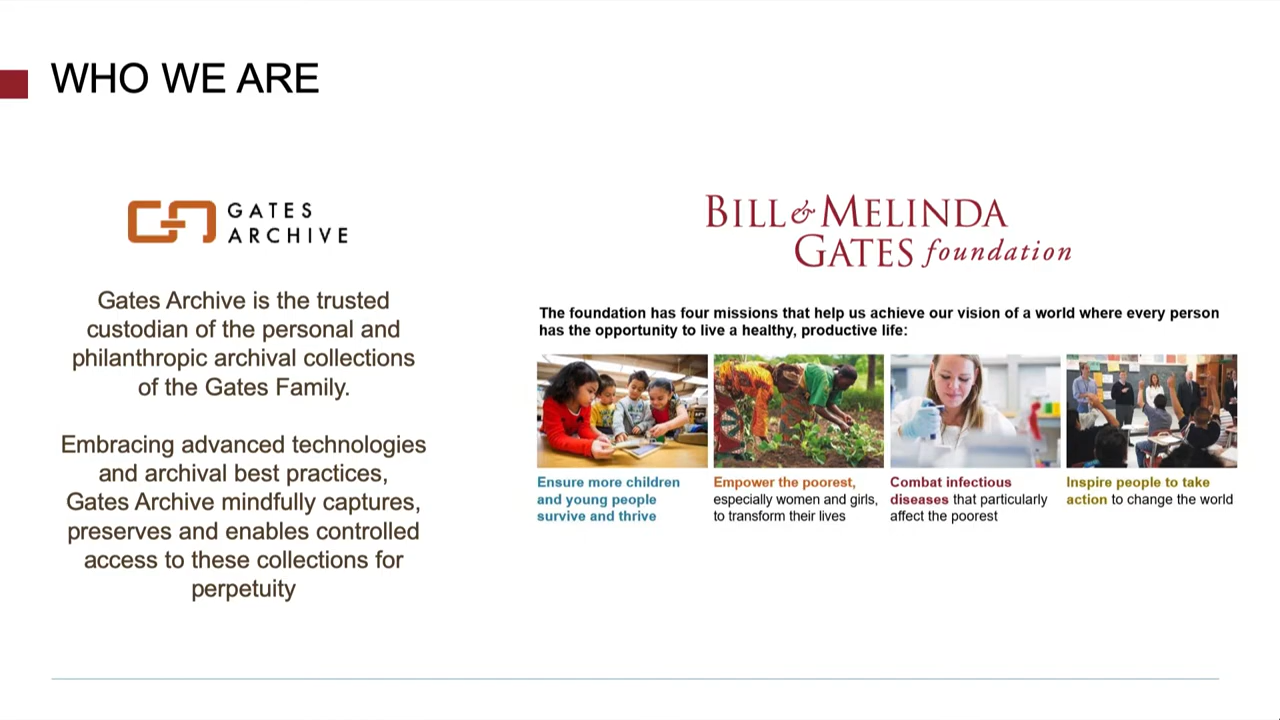 WHO WE ARE
GATES
ARCHIVE
Gates Archive is the trusted
custodian of the personal and
philanthropic archival collections
of the Gates Family.
Embracing advanced technologies
and archival best practices,
Gates Archive mindfully captures,
preserves and enables controlled
access to these collections for
perpetuity
BILL & MELINDA
GATES foundation
The foundation has four missions that help us achieve our vision of a world where every person
has the opportunity to live a healthy, productive life:
Ensure more children
and young people
survive and thrive
Empower the poorest,
especially women and girls,
to transform their lives
Combat infectious
diseases that particularly
affect the poorest
Inspire people to take
action to change the world